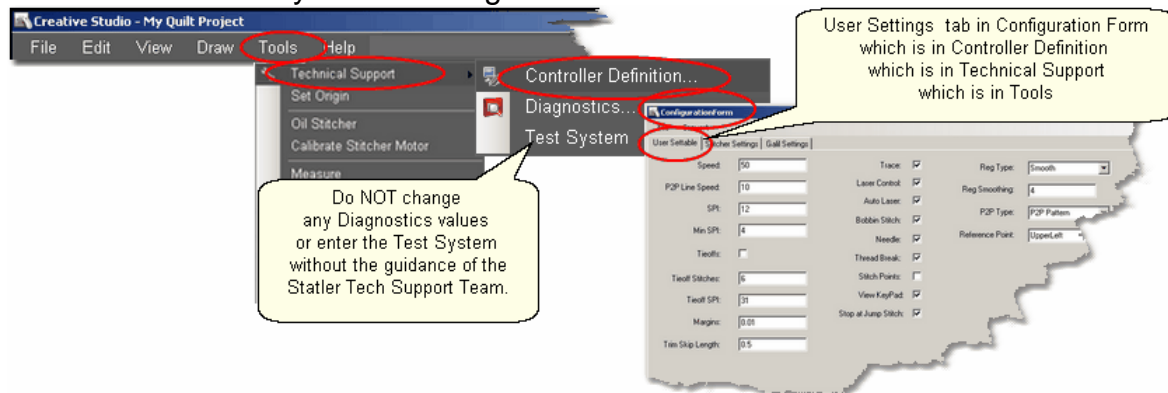 Creative Studio - My Quilt Project
File Edit View Draw Tools Help
Technical Support
Set Origin
Oil Stitcher
Calibrate Stitcher Motor
Measure
Controller Definition...
Diagnostics...
Test System
User Settings tab in Configuration Form
which is in Controller Definition
which is in Technical Support
which is in Tools
Do NOT change
any Diagnostics values
or enter the Test System
without the guidance of the
Statler Tech Support Team.
ConfigurationForm
User Settable Stitcher Settings Galil Settings
Speed: 50
P2P Line Speed: 10
SPI: 12
Min SPI: 4
Tieoffs:
Tieoff Stitches: 6
Tieoff SPI: 31
Margins: 0.01
Trim Skip Length: 0.5
Trace:
Laser Control:
Auto Laser:
Bobbin Stitch:
Needle:
Thread Break:
Stitch Points:
View KeyPad:
Stop at Jump Stitch:
Reg Type: Smooth
Reg Smoothing: 4
P2P Type: P2P Pattern
Reference Point: UpperLeft